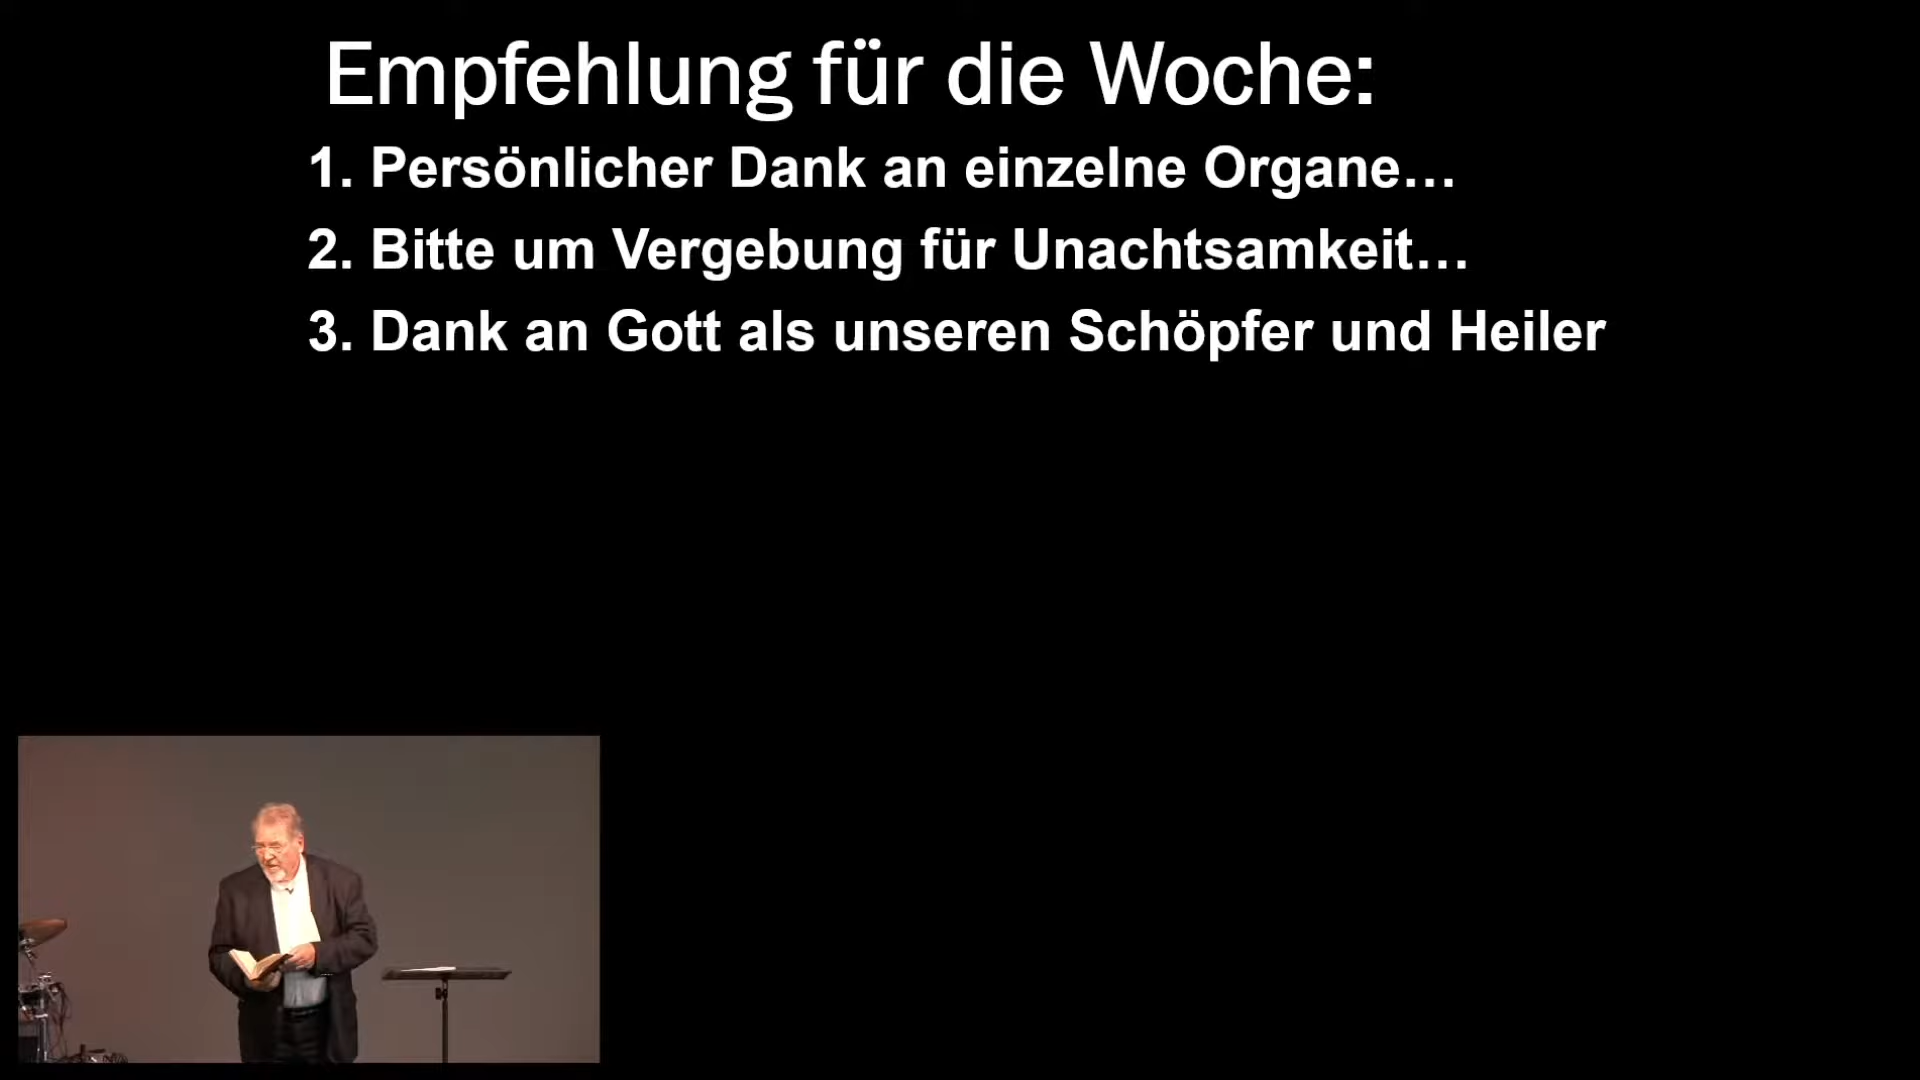 Empfehlung für die Woche:
1. Persönlicher Dank an einzelne Organe…
2. Bitte um Vergebung für Unachtsamkeit…
3. Dank an Gott als unseren Schöpfer und Heiler